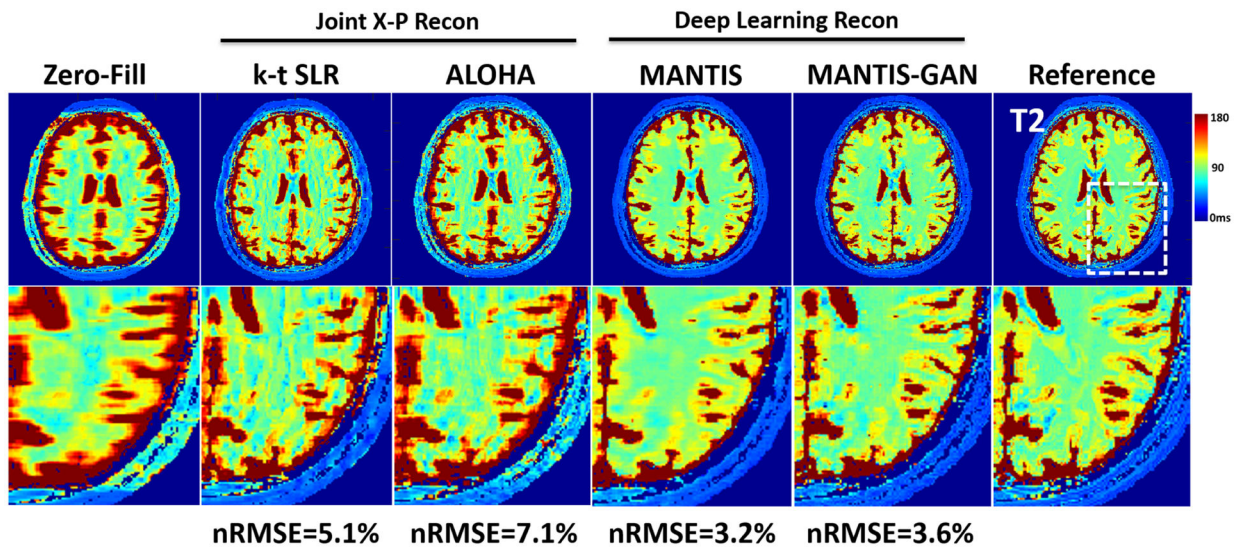 Joint X-P Recon
Deep Learning Recon
Zero-Fill
k-t SLR
ALOHA
MANTIS
MANTIS-GAN
Reference
T2
180
90
0ms
nRMSE=5.1%
nRMSE=7.1%
nRMSE=3.2%
nRMSE=3.6%